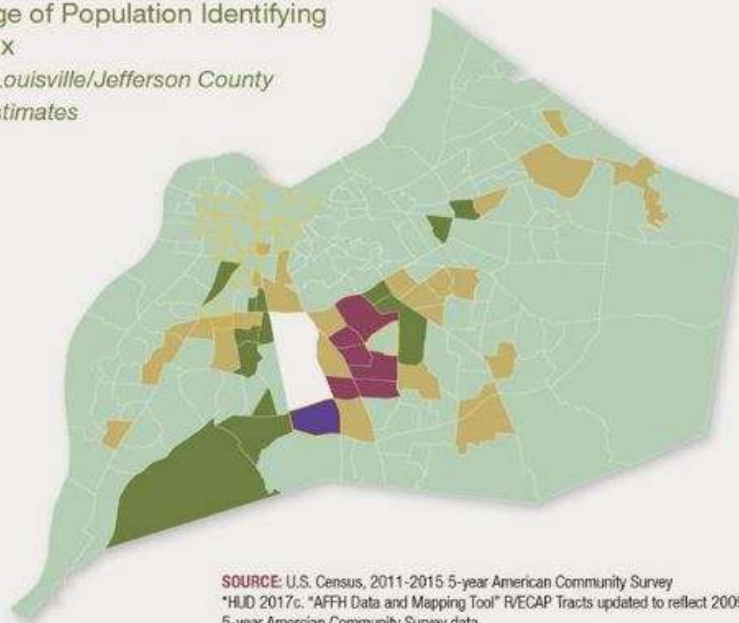 ge of Population Identifying
x
Louisville/Jefferson County
stimates
SOURCE: U.S. Census, 2011-2015 5-year American Community Survey
*HUD 2017c. "AFFH Data and Mapping Tool" R/ECAP Tracts updated to reflect 2009
5-year Amercian Community Survey data